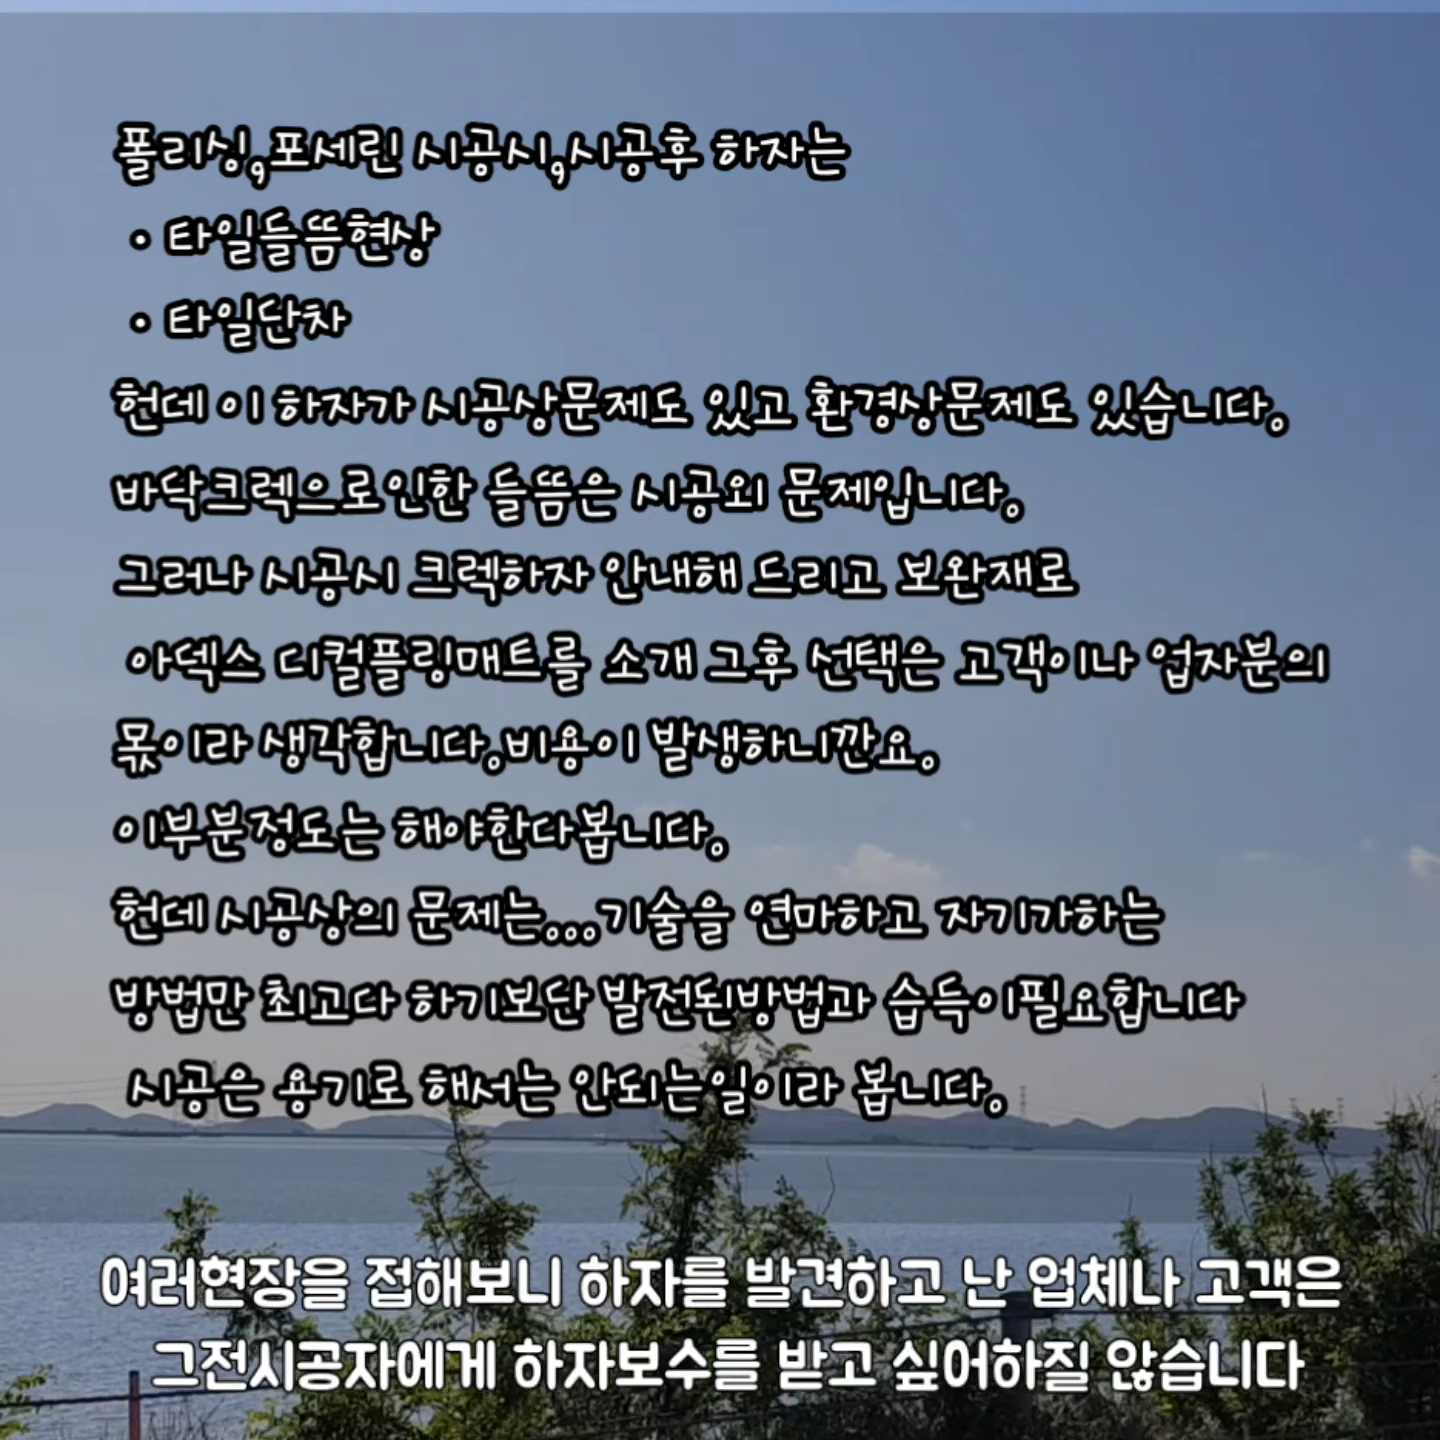 폴리싱,포세린 시공시,시공후 하자는
• 타일들뜸현상
• 타일단차
헌데 이 하자가 시공상문제도 있고 환경상문제도 있습니다.
바닥크렉으로인한 들뜸은 시공외 문제입니다.
그러나 시공시 크렉하자 안내해 드리고 보완재로
아덱스 디컬플링매트를 소개 그후 선택은 고객이나 업자분의
몫이라 생각합니다.비용이 발생하니깐요.
이부분정도는 해야한다봅니다.
헌데 시공상의 문제는...기술을 연마하고 자기가하는
방법만 최고다 하기보단 발전된방법과 습득이필요합니다
시공은 용기로 해서는 안되는일이라 봅니다.
여러현장을 접해보니 하자를 발견하고 난 업체나 고객은
그전시공자에게 하자보수를 받고 싶어하질 않습니다